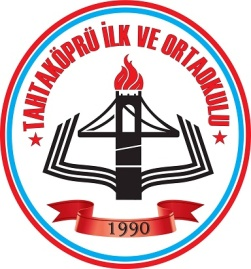 TAHTAKÖPRÜ İLK VE ORTAOKULU
1990